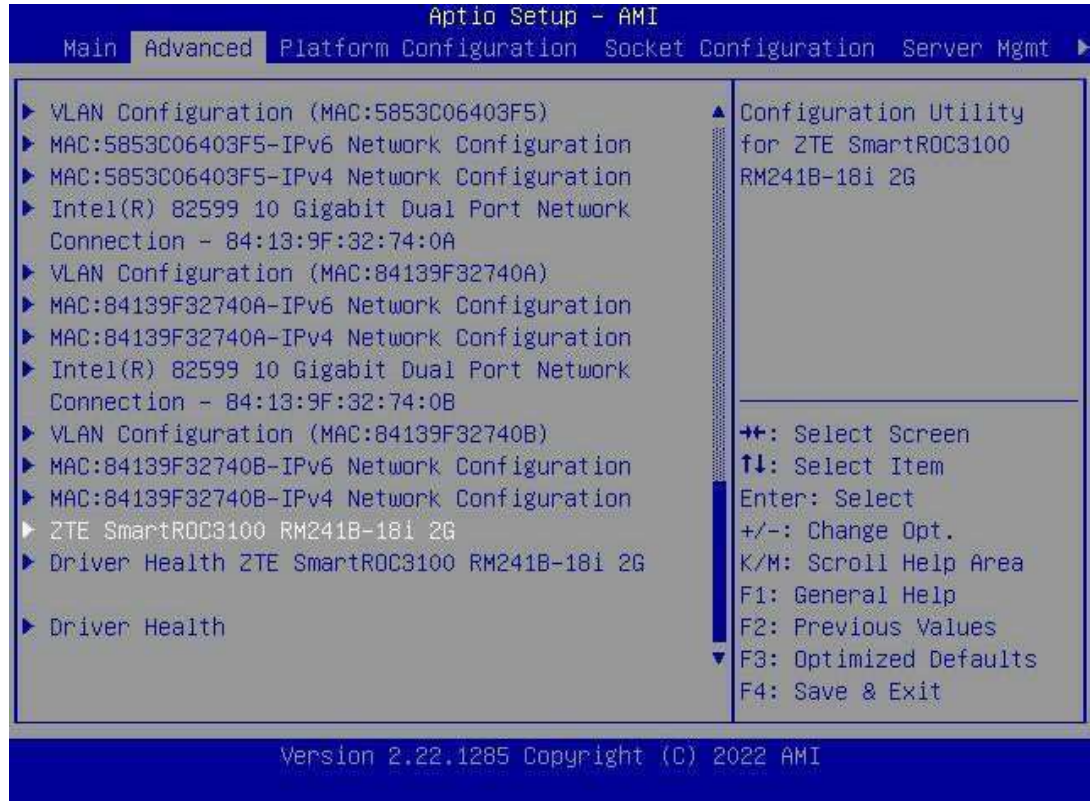 Aptio Setup – AMI
Main Advanced Platform Configuration Socket Configuration Server Mgmt ▶
▶ VLAN Configuration (MAC:5853C06403F5)
▶ MAC:5853C06403F5-IPv6 Network Configuration
▶ MAC:5853C06403F5-IPv4 Network Configuration
▶ Intel(R) 82599 10 Gigabit Dual Port Network
Connection – 84:13:9F:32:74:0A
▶ VLAN Configuration (MAC:84139F32740A)
▶ MAC:84139F32740A-IPv6 Network Configuration
▶ MAC:84139F32740A-IPv4 Network Configuration
▶ Intel(R) 82599 10 Gigabit Dual Port Network
Connection – 84:13:9F:32:74:0B
▶ VLAN Configuration (MAC:84139F32740B)
▶ MAC:84139F32740B-IPv6 Network Configuration
▶ MAC:84139F32740B-IPv4 Network Configuration
▶ ZTE SmartROC3100 RM241B-18i 2G
▶ Driver Health ZTE SmartROC3100 RM241B-18i 2G
▶ Driver Health
Configuration Utility
for ZTE SmartROC3100
RM241B-18i 2G
→←: Select Screen
↑↓: Select Item
Enter: Select
+/-: Change Opt.
K/M: Scroll Help Area
F1: General Help
F2: Previous Values
F3: Optimized Defaults
F4: Save & Exit
Version 2.22.1285 Copyright (C) 2022 AMI